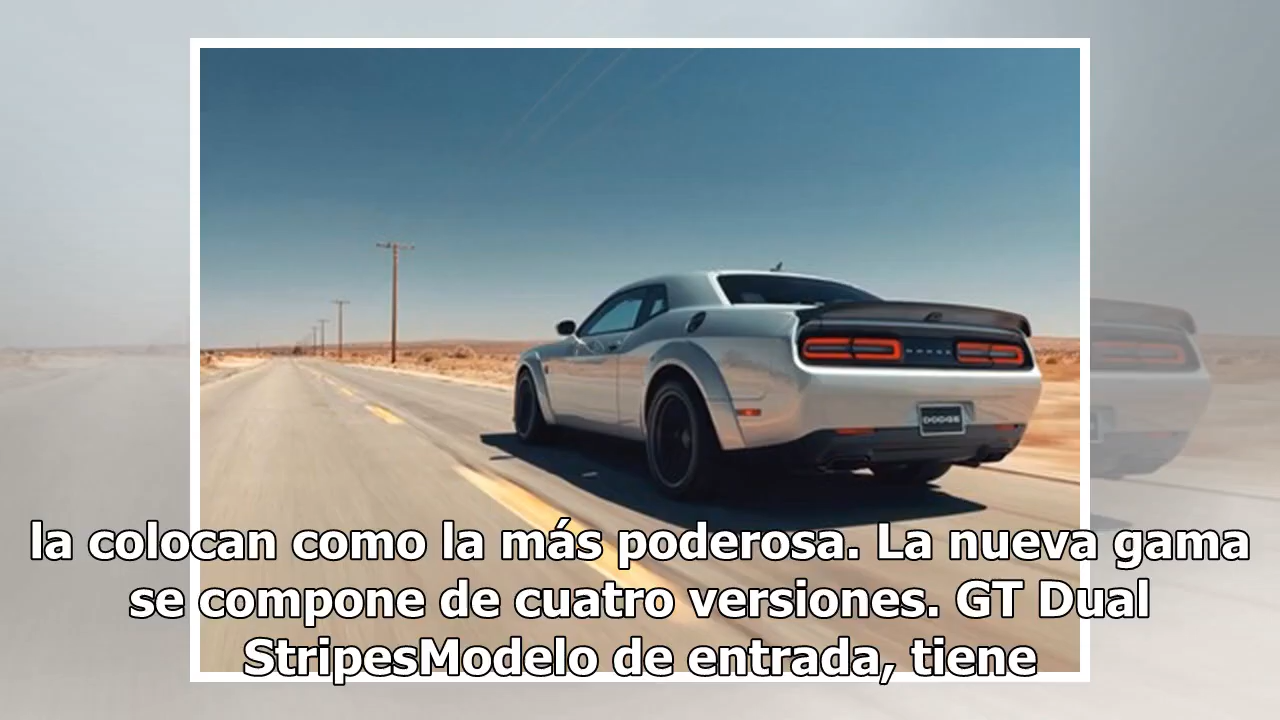 DODGE
DODGE
la colocan como la más poderosa. La nueva gama
se compone de cuatro versiones. GT Dual
StripesModelo de entrada, tiene